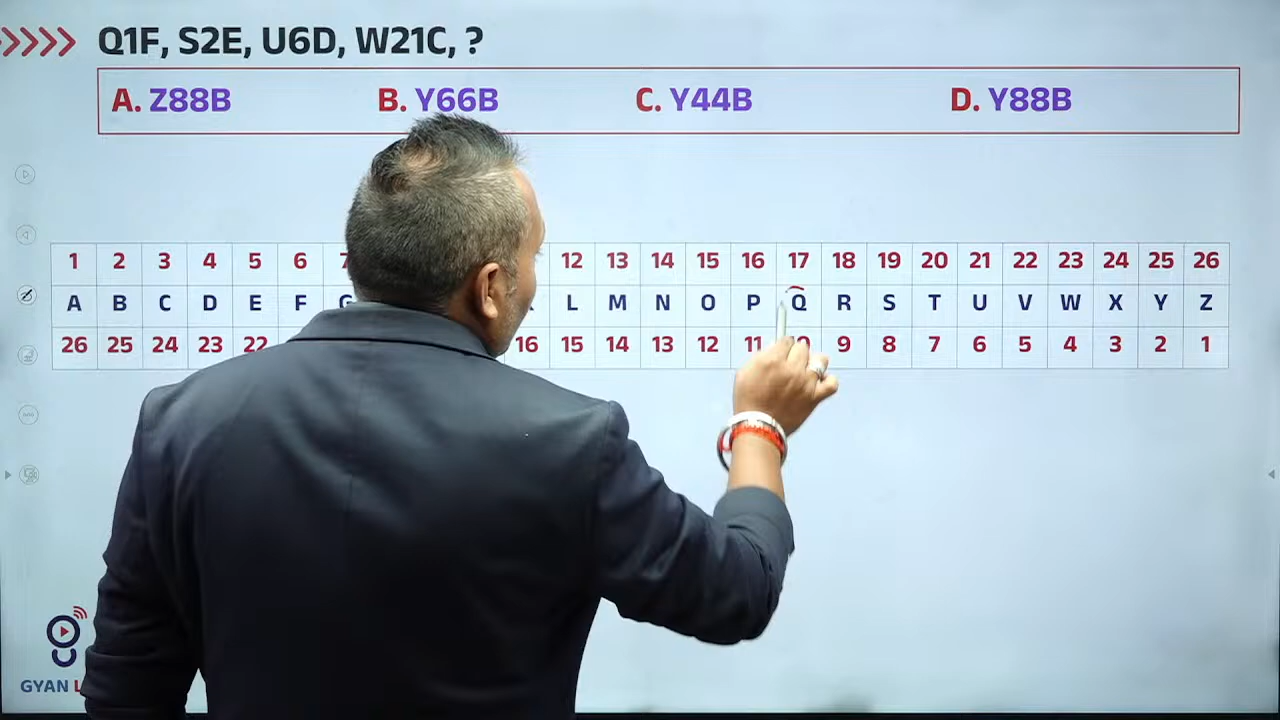 Q1F, S2E, U6D, W21C, ?
A. Z88B B. Y66B C. Y44B D. Y88B
1 2 3 4 5 6 7 12 13 14 15 16 17 18 19 20 21 22 23 24 25 26
A B C D E F G L M N O P Q R S T U V W X Y Z
26 25 24 23 22 16 15 14 13 12 11 10 9 8 7 6 5 4 3 2 1
GYAN L